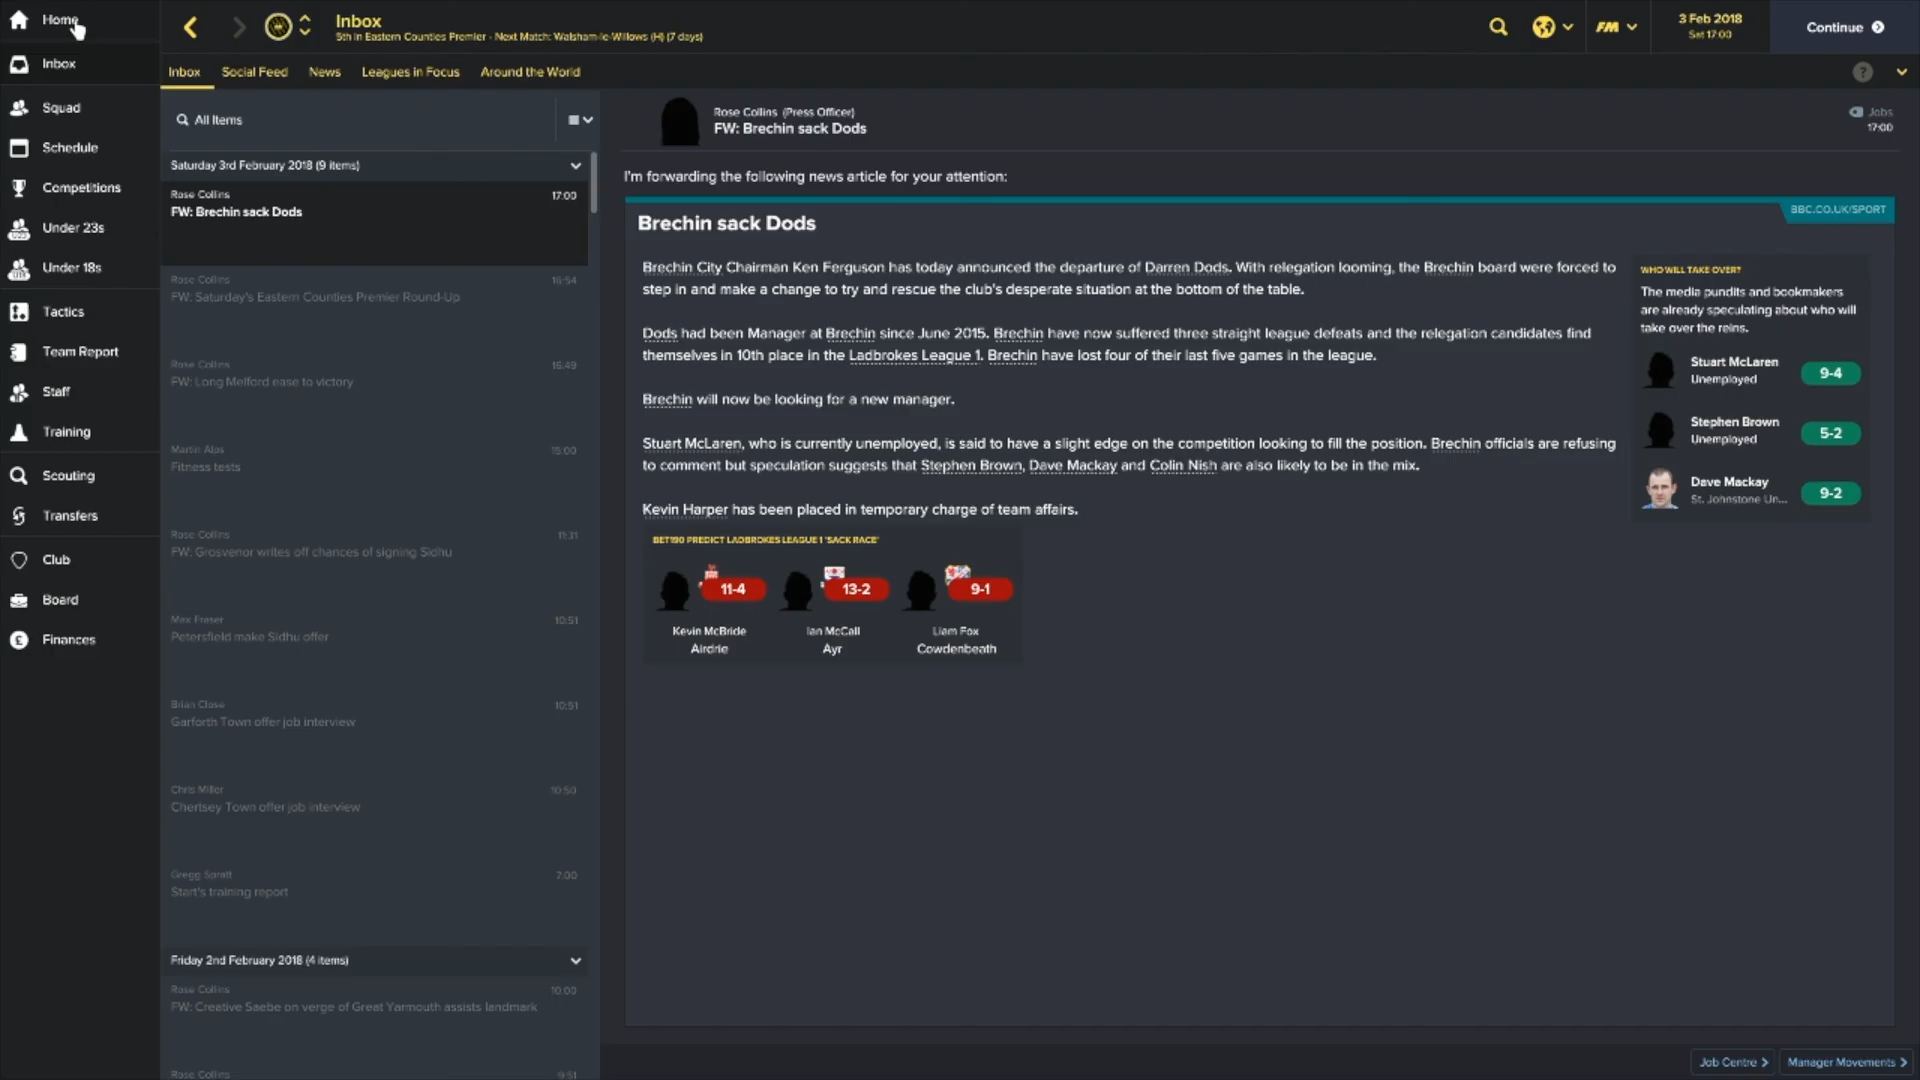 Home
Inbox
Squad
Schedule
Competitions
Under 23s
Under 18s
Tactics
Team Report
Staff
Training
Scouting
Transfers
Club
Board
Finances
Inbox
5th in Eastern Counties Premier - Next Match: Walsham-le-Willows (H) (7 days)
FM
3 Feb 2018
Sat 17:00
Continue
Inbox
Social Feed
News
Leagues in Focus
Around the World
?
All Items
Saturday 3rd February 2018 (9 items)
Rose Collins 17:00
FW: Brechin sack Dods
Rose Collins 16:54
FW: Saturday's Eastern Counties Premier Round-Up
Rose Collins 16:49
FW: Long Melford ease to victory
Martin Alps 15:00
Fitness tests
Rose Collins 11:31
FW: Grosvenor writes off chances of signing Sidhu
Max Fraser 10:51
Petersfield make Sidhu offer
Brian Close 10:51
Garforth Town offer job interview
Chris Miller 10:50
Chertsey Town offer job interview
Gregg Spratt 7:00
Start's training report
Friday 2nd February 2018 (4 items)
Rose Collins 10:00
FW: Creative Saebe on verge of Great Yarmouth assists landmark
Rose Collins 9:51
Rose Collins (Press Officer)
FW: Brechin sack Dods
Jobs
17:00
I'm forwarding the following news article for your attention:
BBC.CO.UK/SPORT
Brechin sack Dods
Brechin City Chairman Ken Ferguson has today announced the departure of Darren Dods. With relegation looming, the Brechin board were forced to
step in and make a change to try and rescue the club's desperate situation at the bottom of the table.
Dods had been Manager at Brechin since June 2015. Brechin have now suffered three straight league defeats and the relegation candidates find
themselves in 10th place in the Ladbrokes League 1. Brechin have lost four of their last five games in the league.
Brechin will now be looking for a new manager.
Stuart McLaren, who is currently unemployed, is said to have a slight edge on the competition looking to fill the position. Brechin officials are refusing
to comment but speculation suggests that Stephen Brown, Dave Mackay and Colin Nish are also likely to be in the mix.
Kevin Harper has been placed in temporary charge of team affairs.
BET190 PREDICT LADBROKES LEAGUE 1 'SACK RACE'
11-4
13-2
9-1
Kevin McBride
Airdrie
Ian McCall
Ayr
Liam Fox
Cowdenbeath
WHO WILL TAKE OVER?
The media pundits and bookmakers
are already speculating about who will
take over the reins.
Stuart McLaren
Unemployed
9-4
Stephen Brown
Unemployed
5-2
Dave Mackay
St. Johnstone Un...
9-2
Job Centre
Manager Movements